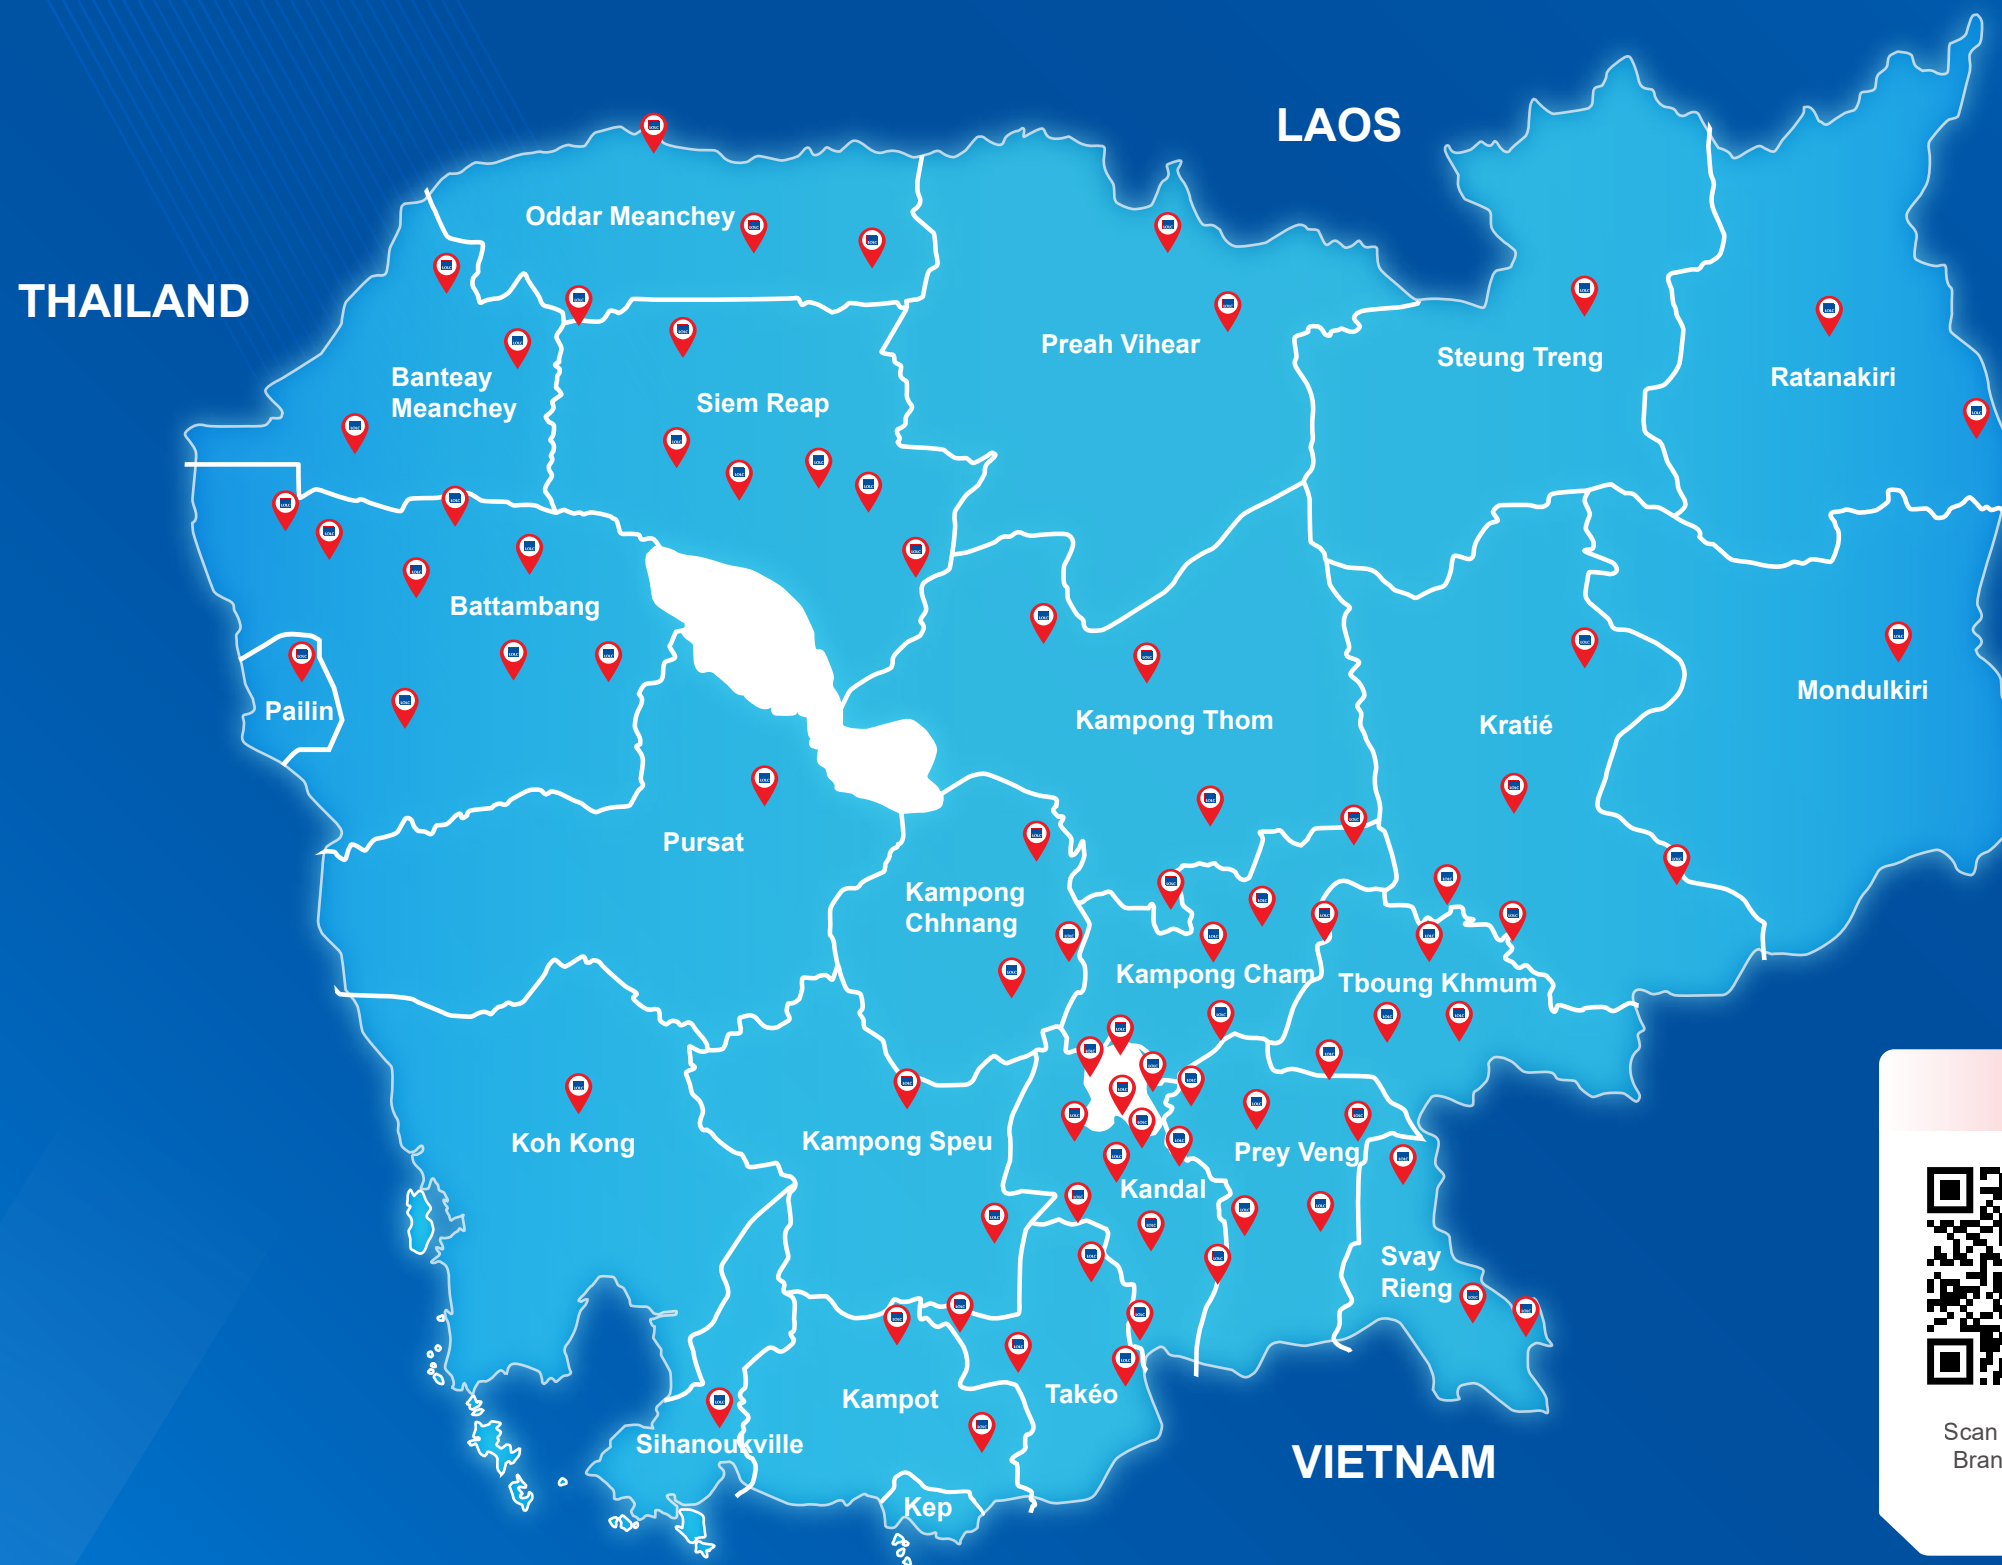 LAOS
THAILAND
Oddar Meanchey
Banteay
Meanchey
Siem Reap
Preah Vihear
Steung Treng
Ratanakiri
Battambang
Pailin
Kampong Thom
Kratié
Mondulkiri
Pursat
Kampong
Chhnang
Kampong Cham
Tboung Khmum
Koh Kong
Kampong Speu
Prey Veng
Kandal
Svay
Rieng
Kampot
Takéo
Sihanoukville
Kep
VIETNAM
Scan
Bran